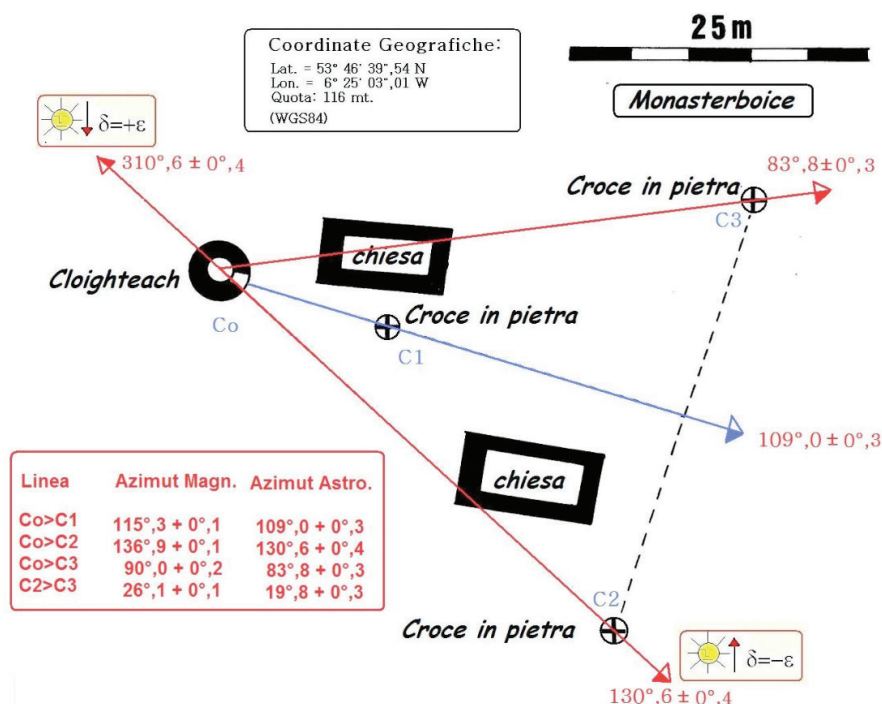 25 m
Coordinate Geografiche:
Lat. = 53° 46' 39",54 N
Lon. = 6° 25' 03",01 W
Quota: 116 mt.
(WGS84)
Monasterboice
δ=+ε
310°,6 ± 0°,4
83°,8±0°,3
Croce in pietra
C3
chiesa
Cloighteach
Co
Croce in pietra
C1
109°,0 ± 0°,3
chiesa
Linea Azimut Magn. Azimut Astro.
Co>C1 115°,3 + 0°,1 109°,0 + 0°,3
Co>C2 136°,9 + 0°,1 130°,6 + 0°,4
Co>C3 90°,0 + 0°,2 83°,8 + 0°,3
C2>C3 26°,1 + 0°,1 19°,8 + 0°,3
C2
Croce in pietra
δ=-ε
130°,6 ± 0°,4